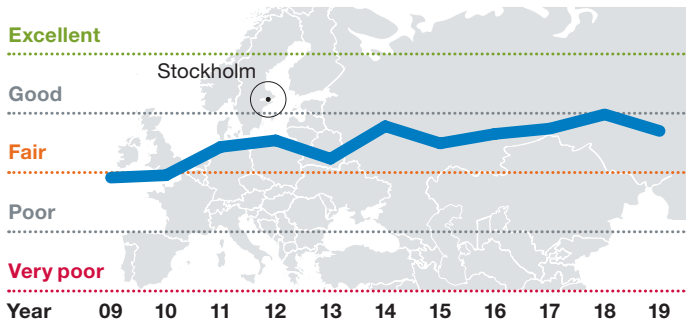 Excellent
Stockholm
Good
Fair
Poor
Very poor
Year 09 10 11 12 13 14 15 16 17 18 19